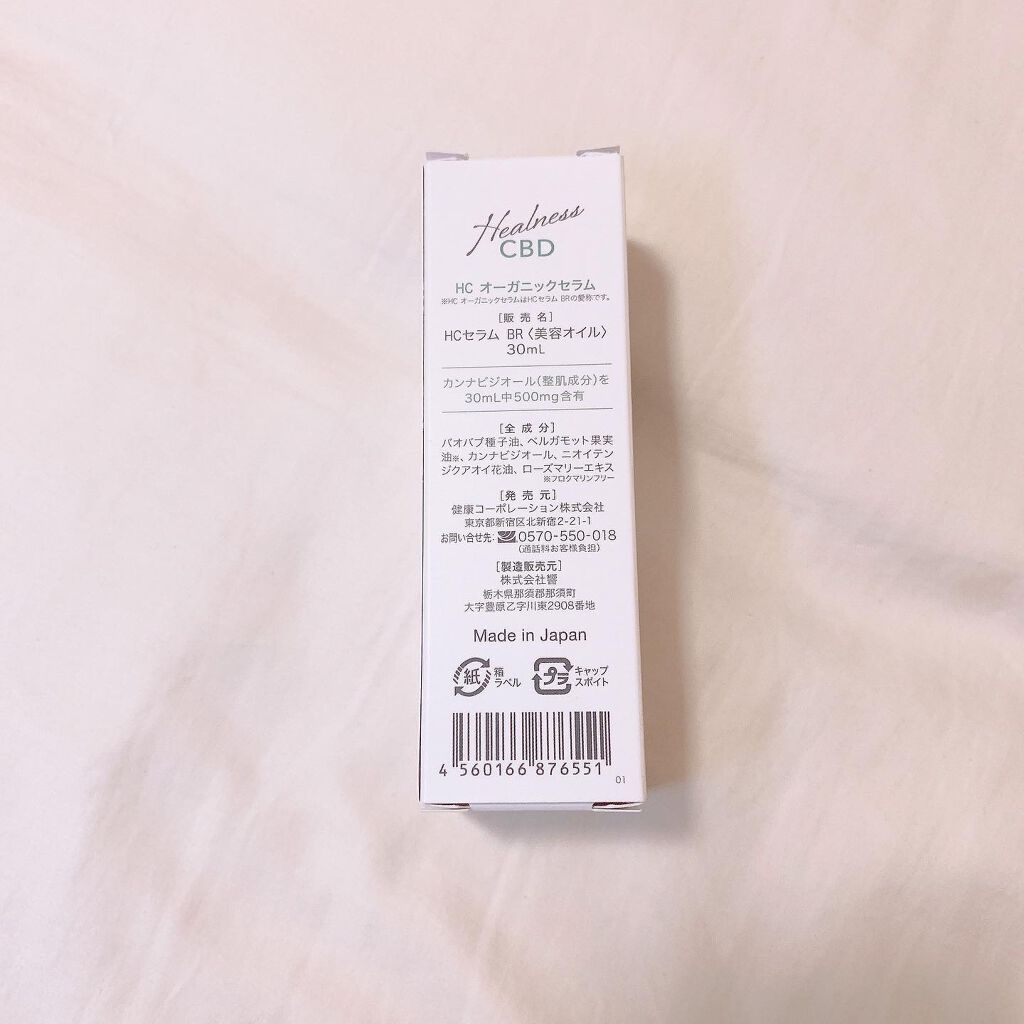 Healness
CBD
HC オーガニックセラム
※HC オーガニックセラムはHCセラム BRの愛称です。
[販 売 名]
HCセラム BR〈美容オイル〉
30mL
カンナビジオール(整肌成分)を
30mL中500mg含有
[全 成 分]
バオバブ種子油、ベルガモット果実
油※、カンナビジオール、ニオイテン
ジクアオイ花油、ローズマリーエキス
※フロクマリンフリー
[発 売 元]
健康コーポレーション株式会社
東京都新宿区北新宿2-21-1
お問い合せ先: 0570-550-018
(通話料お客様負担)
[製造販売元]
株式会社響
栃木県那須郡那須町
大字豊原乙字川東2908番地
Made in Japan
紙 箱 ラベル プラ キャップ スポイト
4 560166 876551
01